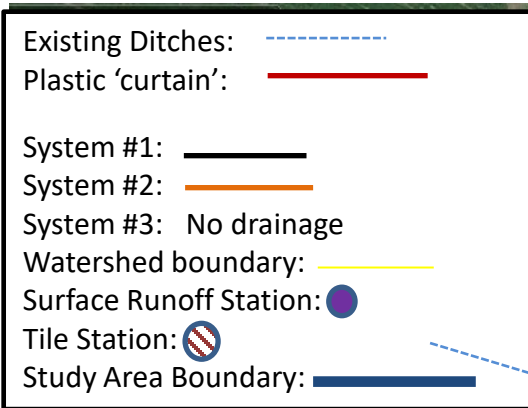 Existing Ditches:
Plastic ‘curtain’:
System #1:
System #2:
System #3: No drainage
Watershed boundary:
Surface Runoff Station:
Tile Station:
Study Area Boundary: